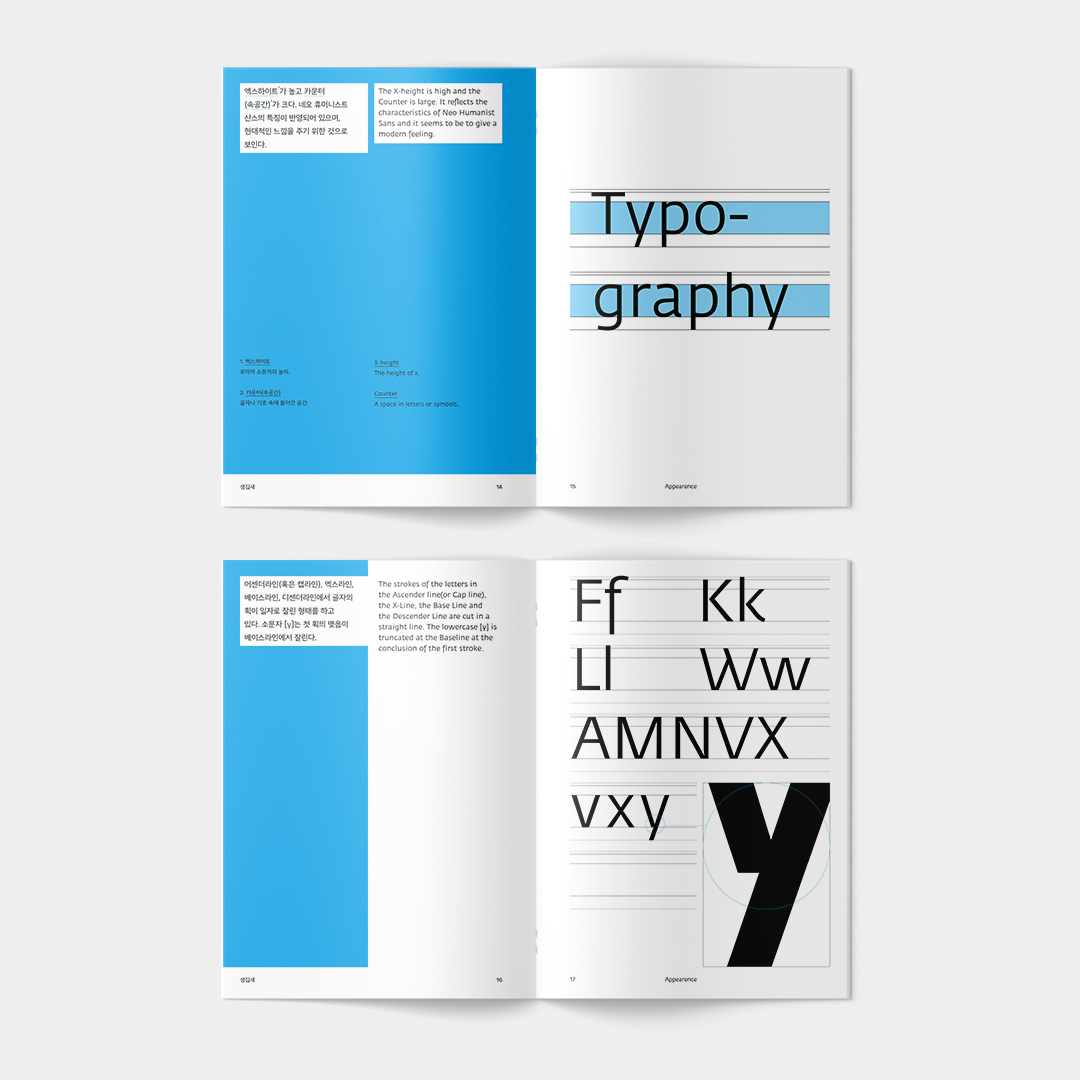 엑스하이트¹가 높고 카운터
(속공간)²가 크다. 네오 휴머니스트
산스의 특징이 반영되어 있으며,
현대적인 느낌을 주기 위한 것으로
보인다.
The X-height is high and the
Counter is large. It reflects the
characteristics of Neo Humanist
Sans and it seems to be to give a
modern feeling.
1. 엑스하이트
로마자 소문자의 높이.
2. 카운터(속공간)
글자나 기호 속에 들어간 공간.
X-height
The height of x.
Counter
A space in letters or symbols.
생김새
14
Typo-
graphy
15
Appearence
어센더라인(혹은 캡라인), 엑스라인,
베이스라인, 디센더라인에서 글자의
획이 일자로 잘린 형태를 하고
있다. 소문자 [y]는 첫 획의 맺음이
베이스라인에서 잘린다.
The strokes of the letters in
the Ascender line(or Cap line),
the X-Line, the Base Line and
the Descender Line are cut in a
straight line. The lowercase [y] is
truncated at the Baseline at the
conclusion of the first stroke.
생김새
16
Ff Kk
Ll Ww
AMNVX
vxy
y
17
Appearence